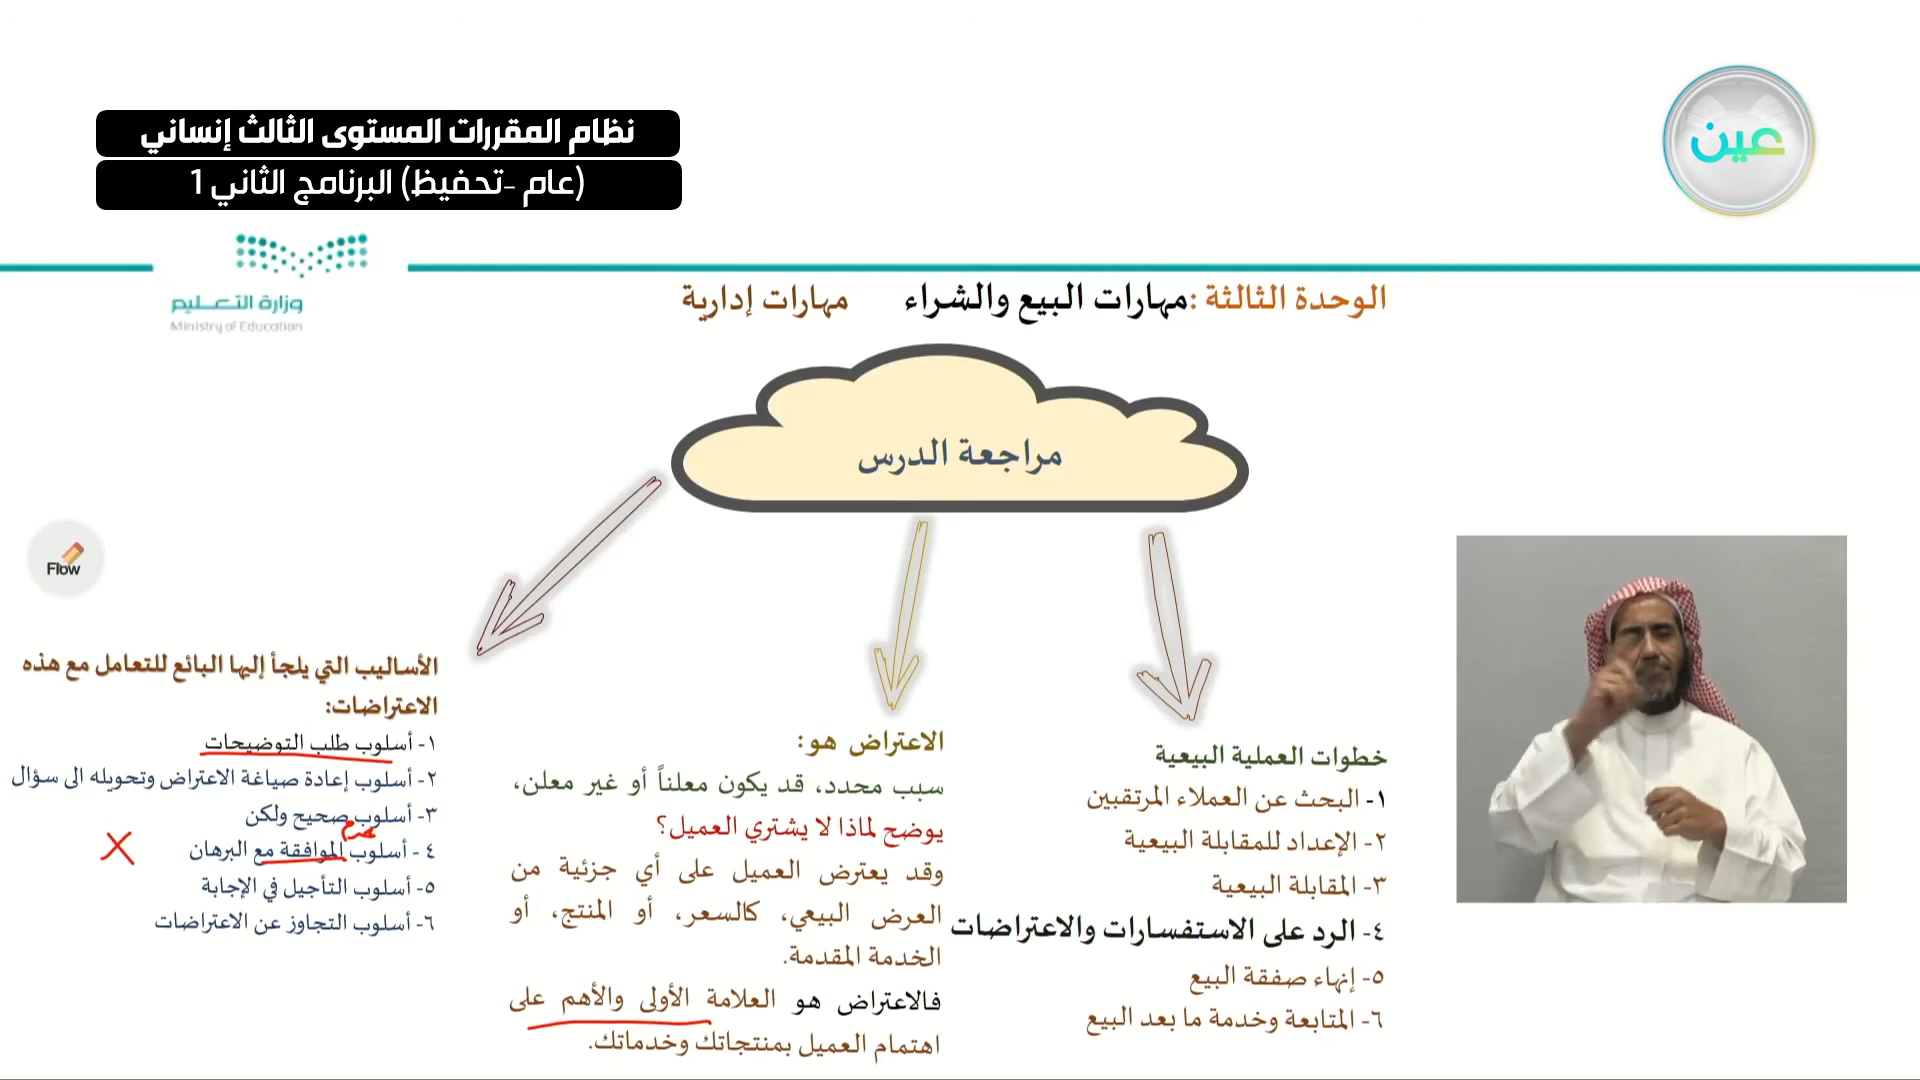 نظام المقررات المستوى الثالث إنساني
(عام -تحفيظ) البرنامج الثاني 1
عين
وزارة التعليم
Ministry of Education
الوحدة الثالثة :مهارات البيع والشراء مهارات إدارية
مراجعة الدرس
Flow
خطوات العملية البيعية
١- البحث عن العملاء المرتقبين
٢- الإعداد للمقابلة البيعية
٣- المقابلة البيعية
٤- الرد على الاستفسارات والاعتراضات
٥- إنهاء صفقة البيع
٦- المتابعة وخدمة ما بعد البيع
الاعتراض هو:
سبب محدد، قد يكون معلناً أو غير معلن،
يوضح لماذا لا يشتري العميل؟
وقد يعترض العميل على أي جزئية من
العرض البيعي، كالسعر، أو المنتج، أو
الخدمة المقدمة.
فالاعتراض هو العلامة الأولى والأهم على
اهتمام العميل بمنتجاتك وخدماتك.
الأساليب التي يلجأ إليها البائع للتعامل مع هذه
الاعتراضات:
١- أسلوب طلب التوضيحات
٢- أسلوب إعادة صياغة الاعتراض وتحويله الى سؤال
٣- أسلوب صحيح ولكن
٤ - أسلوب الموافقة مع البرهان
٥- أسلوب التأجيل في الإجابة
٦- أسلوب التجاوز عن الاعتراضات